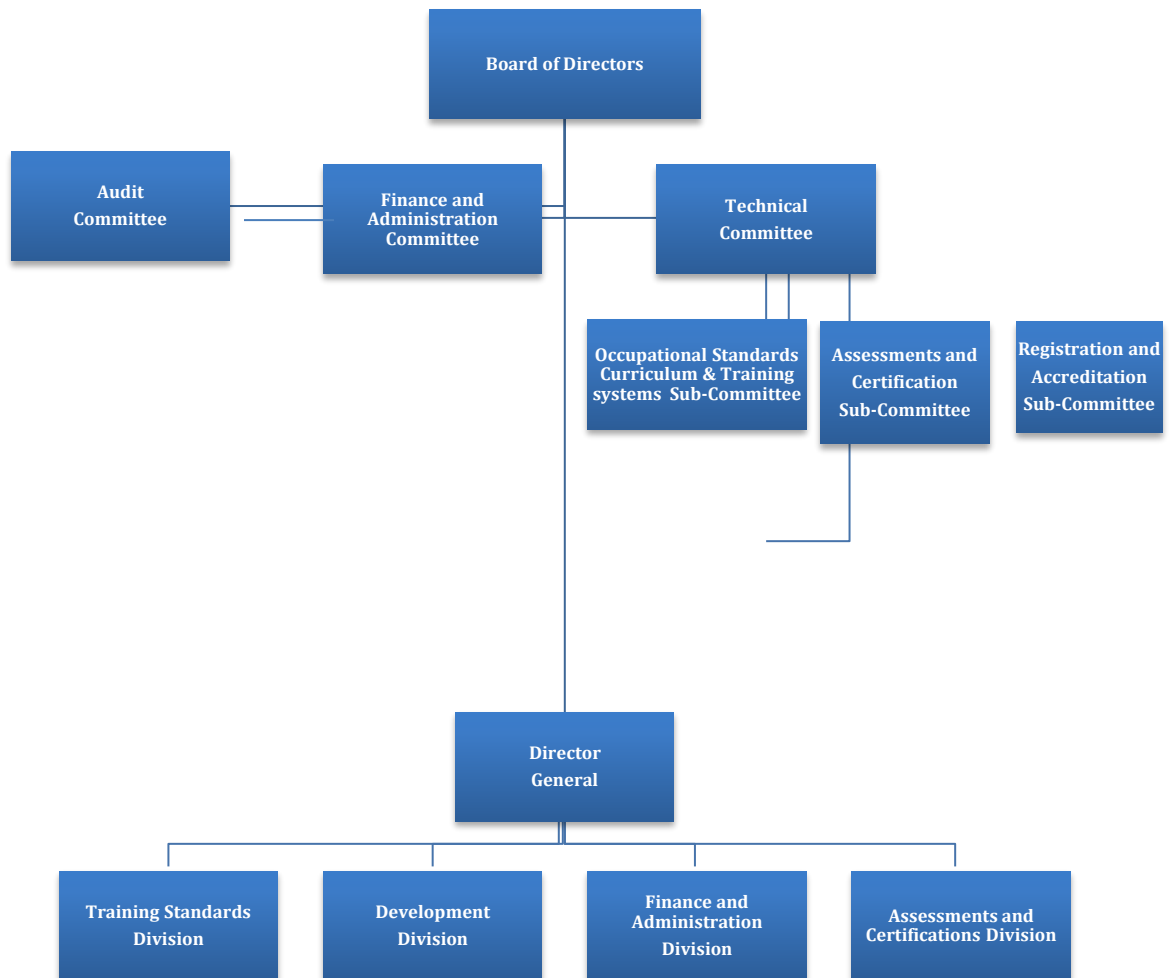 Board of Directors
Audit
Committee
Finance and
Administration
Committee
Technical
Committee
Occupational Standards
Curriculum & Training
systems Sub-Committee
Assessments and
Certification
Sub-Committee
Registration and
Accreditation
Sub-Committee
Director
General
Training Standards
Division
Development
Division
Finance and
Administration
Division
Assessments and
Certifications Division